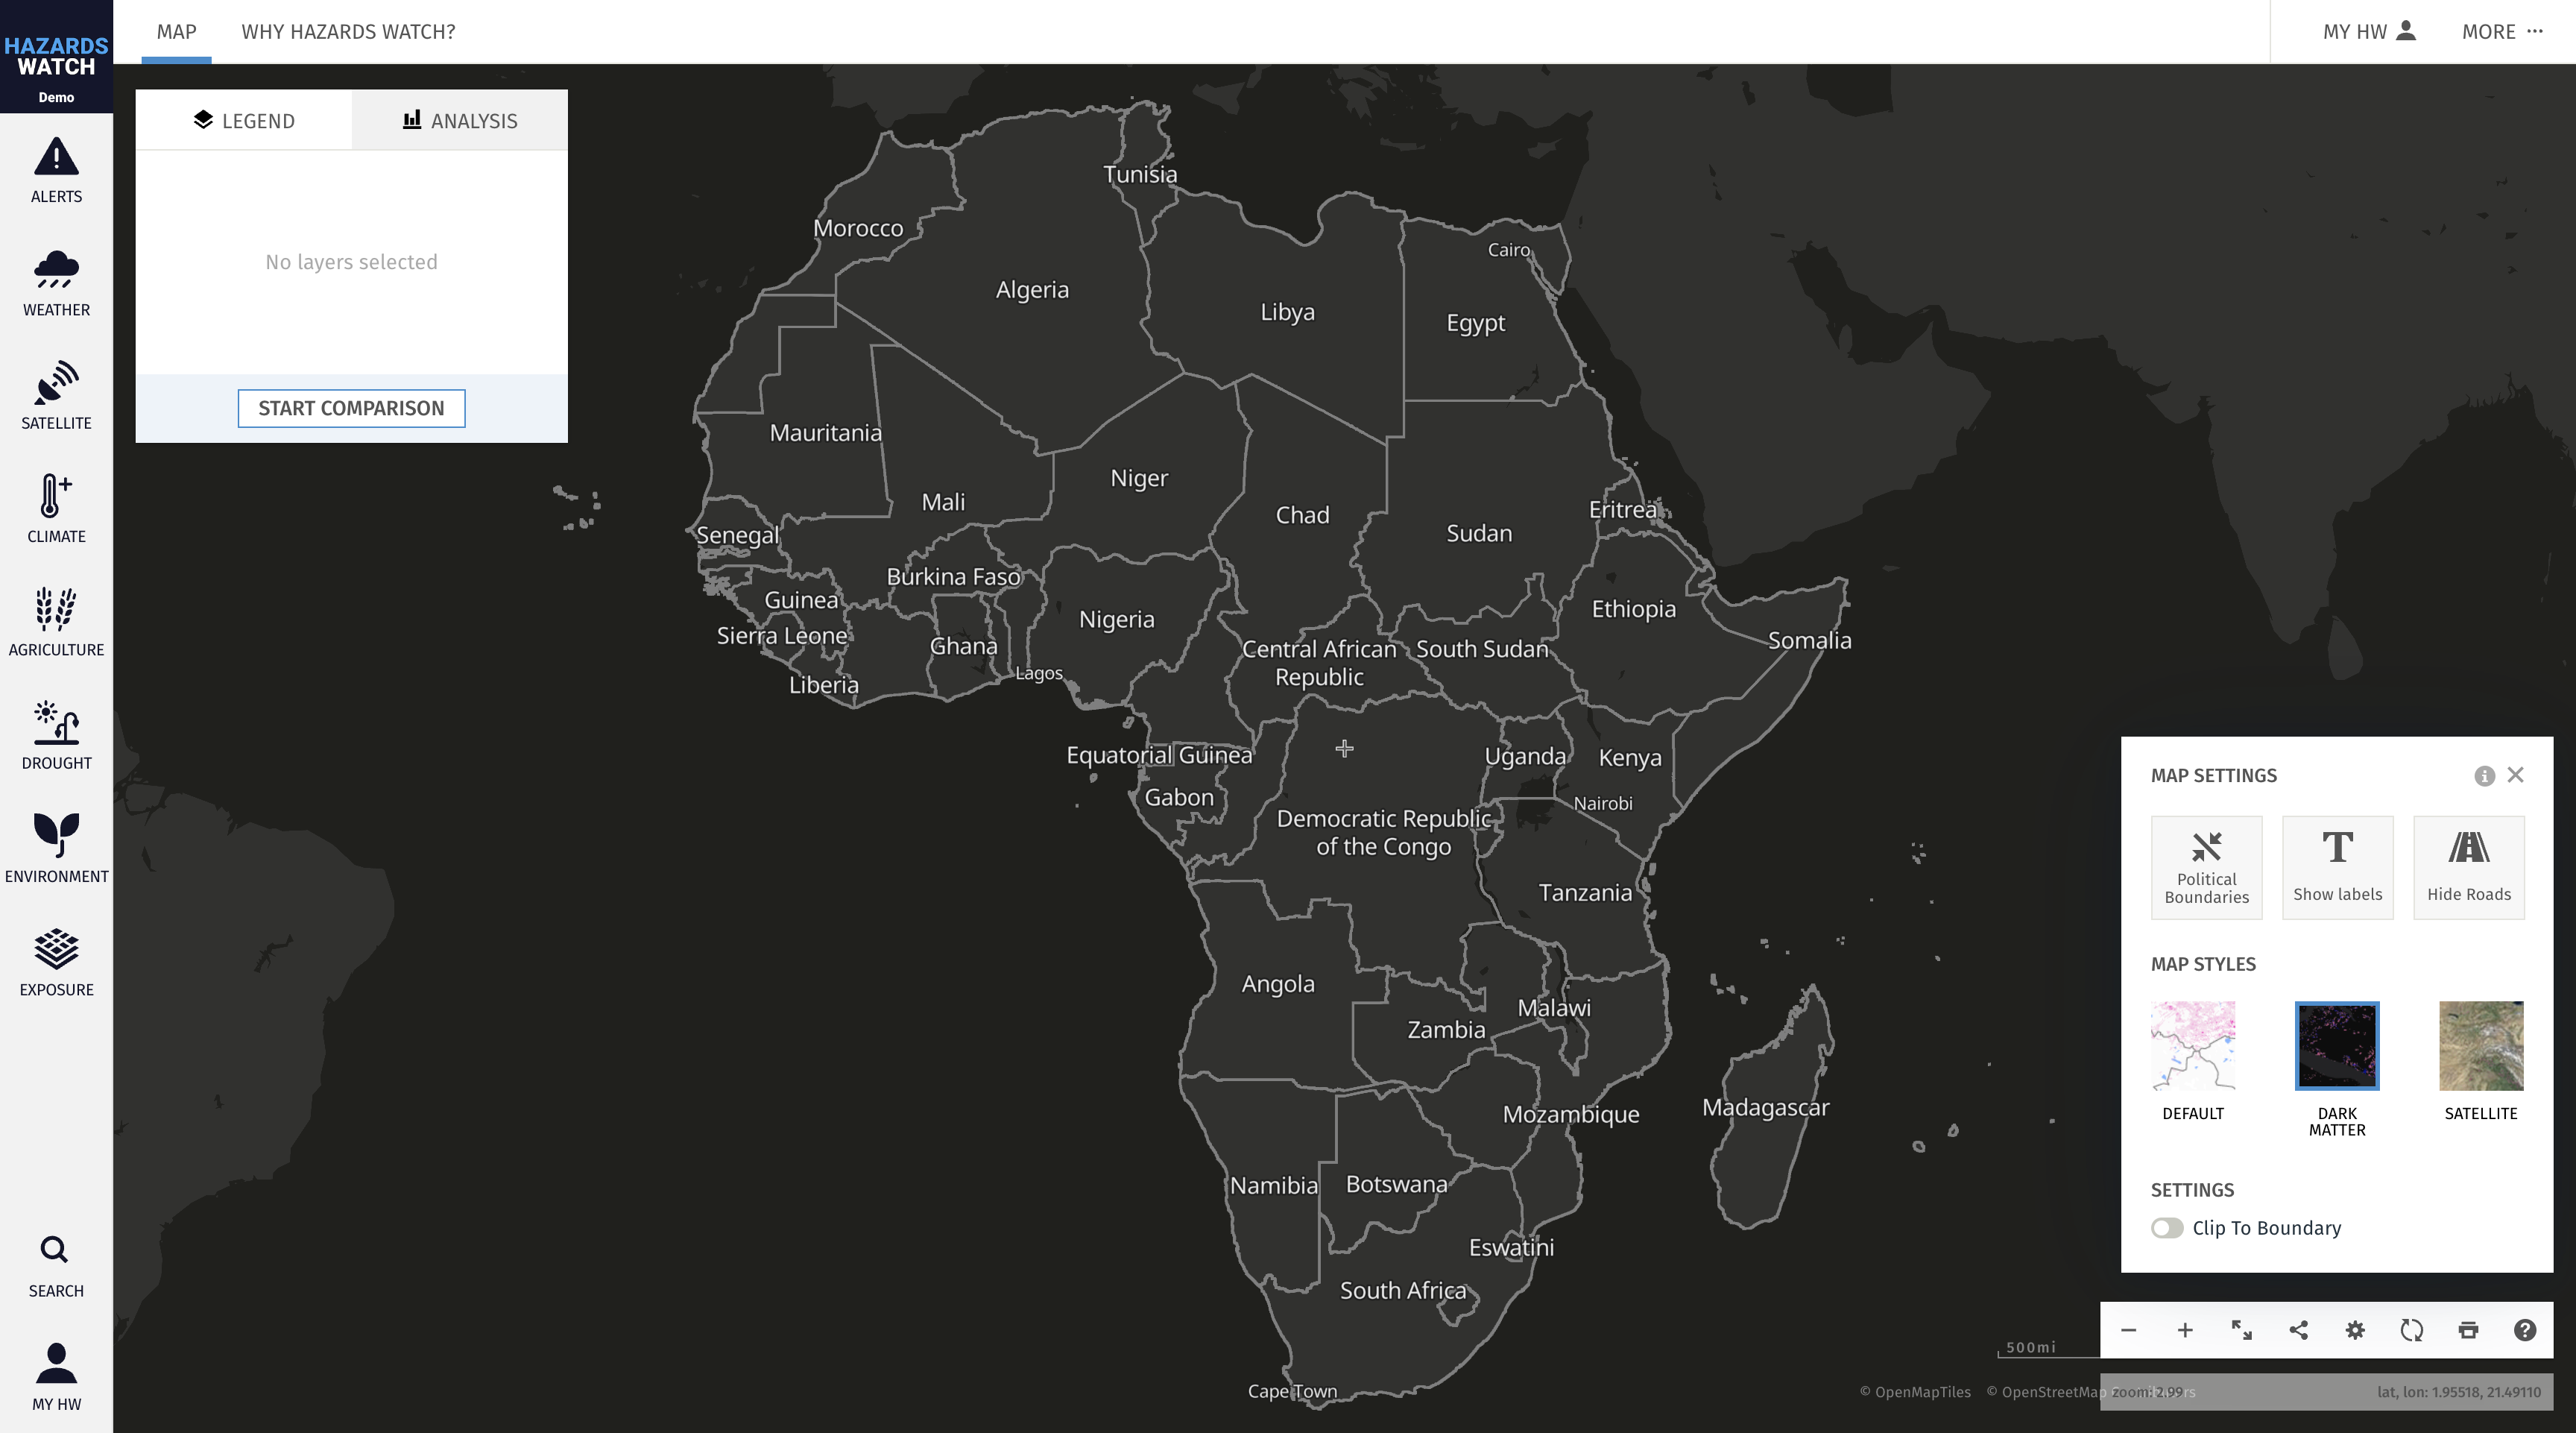 HAZARDS
WATCH
Demo
MAP
WHY HAZARDS WATCH?
MY HW
MORE
ALERTS
WEATHER
SATELLITE
CLIMATE
AGRICULTURE
DROUGHT
ENVIRONMENT
EXPOSURE
SEARCH
MY HW
LEGEND
ANALYSIS
No layers selected
START COMPARISON
Tunisia
Morocco
Cairo
Algeria
Libya
Egypt
Mauritania
Niger
Mali
Chad
Eritrea
Sudan
Senegal
Burkina Faso
Guinea
Ethiopia
Nigeria
Sierra Leone
Ghana
Central African
Republic
South Sudan
Somalia
Lagos
Liberia
Equatorial Guinea
Uganda
Kenya
Gabon
Nairobi
Democratic Republic
of the Congo
Tanzania
Angola
Malawi
Zambia
Mozambique
Madagascar
Namibia
Botswana
Eswatini
South Africa
Cape Town
MAP SETTINGS
Political
Boundaries
Show labels
Hide Roads
MAP STYLES
DEFAULT
DARK
MATTER
SATELLITE
SETTINGS
Clip To Boundary
500mi
© OpenMapTiles © OpenStreetMap
zoom: 2.99
lat, lon: 1.95518, 21.49110